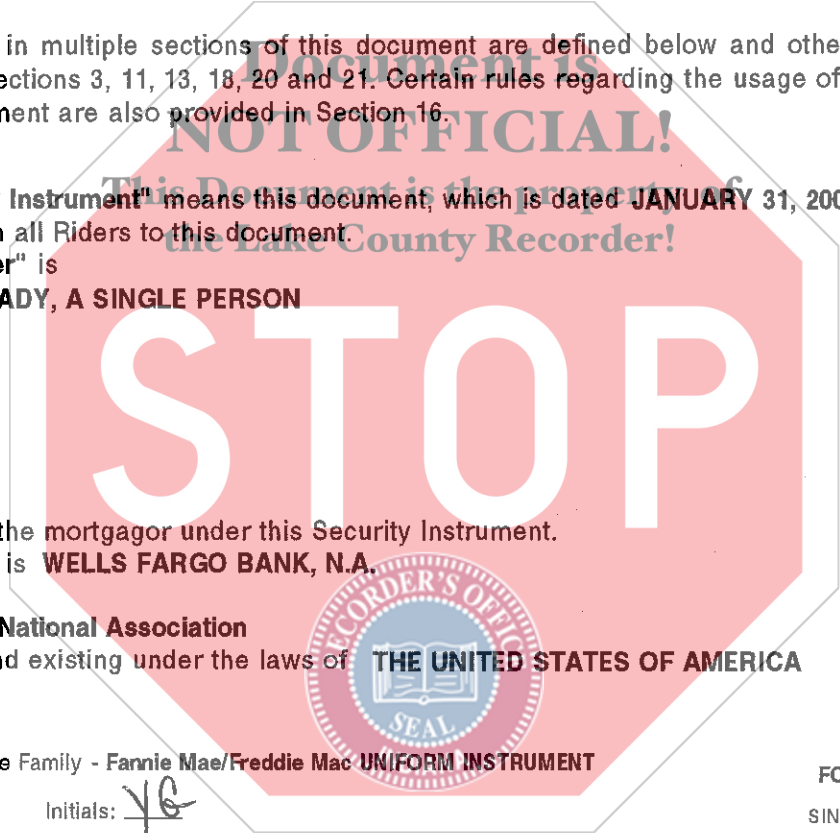 in multiple sections of this document are defined below and othe
ections 3, 11, 13, 18, 20 and 21. Certain rules regarding the usage of
ment are also provided in Section 16.
Document is
NOT OFFICIAL!
This Document is the property of
the Lake County Recorder!
Instrument" means this document, which is dated JANUARY 31, 200
all Riders to this document.
er" is
ADY, A SINGLE PERSON
STOP
the mortgagor under this Security Instrument.
is WELLS FARGO BANK, N.A.
National Association
nd existing under the laws of THE UNITED STATES OF AMERICA
RECORDER'S OFFICE
SEAL
INDIANA
e Family - Fannie Mae/Freddie Mac UNIFORM INSTRUMENT
FO
Initials: YG
SIN